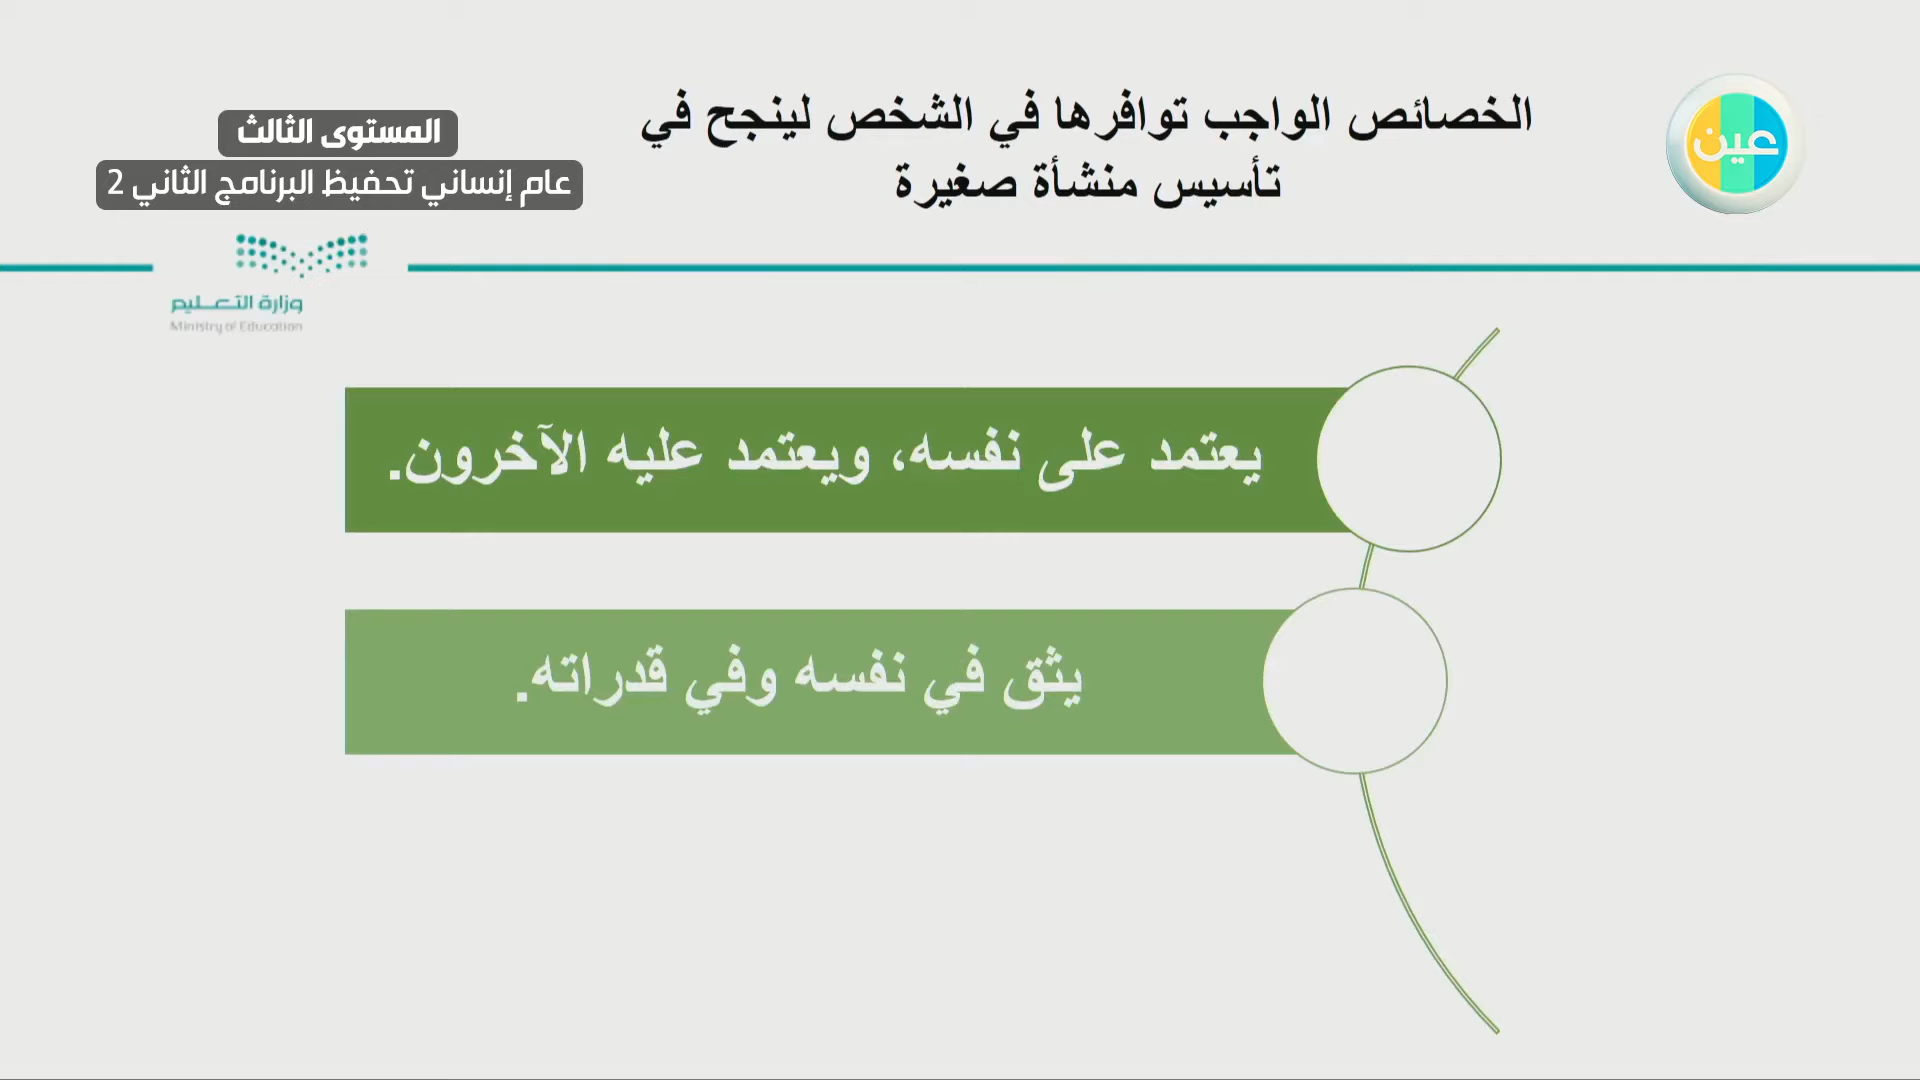 الخصائص الواجب توافرها في الشخص لينجح في
تأسيس منشأة صغيرة
عين
المستوى الثالث
عام إنساني تحفيظ البرنامج الثاني 2
وزارة التعـــليم
Ministry of Education
يعتمد على نفسه، ويعتمد عليه الآخرون.
يثق في نفسه وفي قدراته.